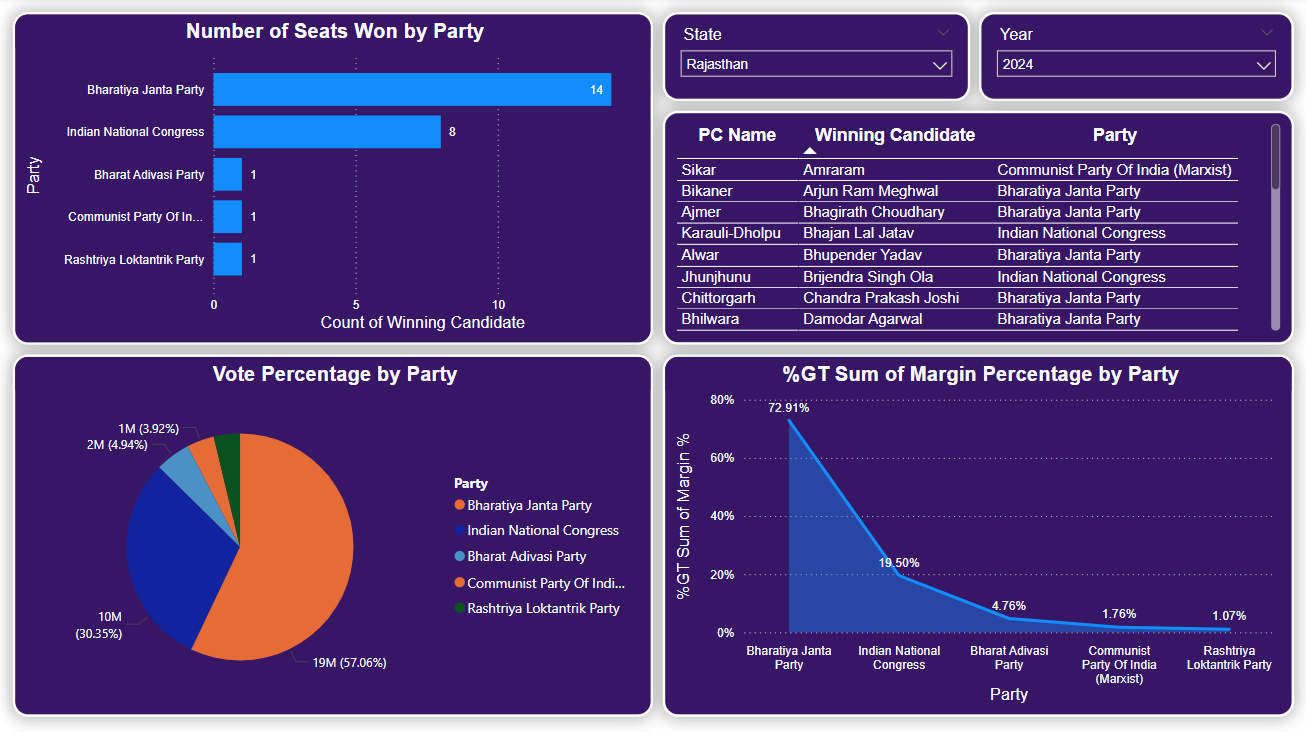 Number of Seats Won by Party
Party
Bharatiya Janta Party
14
Indian National Congress
8
Bharat Adivasi Party
1
Communist Party Of In...
1
Rashtriya Loktantrik Party
1
0 5 10
Count of Winning Candidate
State
Rajasthan
Year
2024
PC Name Winning Candidate Party
Sikar Amraram Communist Party Of India (Marxist)
Bikaner Arjun Ram Meghwal Bharatiya Janta Party
Ajmer Bhagirath Choudhary Bharatiya Janta Party
Karauli-Dholpu Bhajan Lal Jatav Indian National Congress
Alwar Bhupender Yadav Bharatiya Janta Party
Jhunjhunu Brijendra Singh Ola Indian National Congress
Chittorgarh Chandra Prakash Joshi Bharatiya Janta Party
Bhilwara Damodar Agarwal Bharatiya Janta Party
Vote Percentage by Party
1M (3.92%)
2M (4.94%)
10M
(30.35%)
19M (57.06%)
Party
Bharatiya Janta Party
Indian National Congress
Bharat Adivasi Party
Communist Party Of Indi...
Rashtriya Loktantrik Party
%GT Sum of Margin Percentage by Party
%GT Sum of Margin %
80%
60%
40%
20%
0%
72.91%
19.50%
4.76%
1.76%
1.07%
Bharatiya Janta
Party
Indian National
Congress
Bharat Adivasi
Party
Communist
Party Of India
(Marxist)
Rashtriya
Loktantrik Party
Party